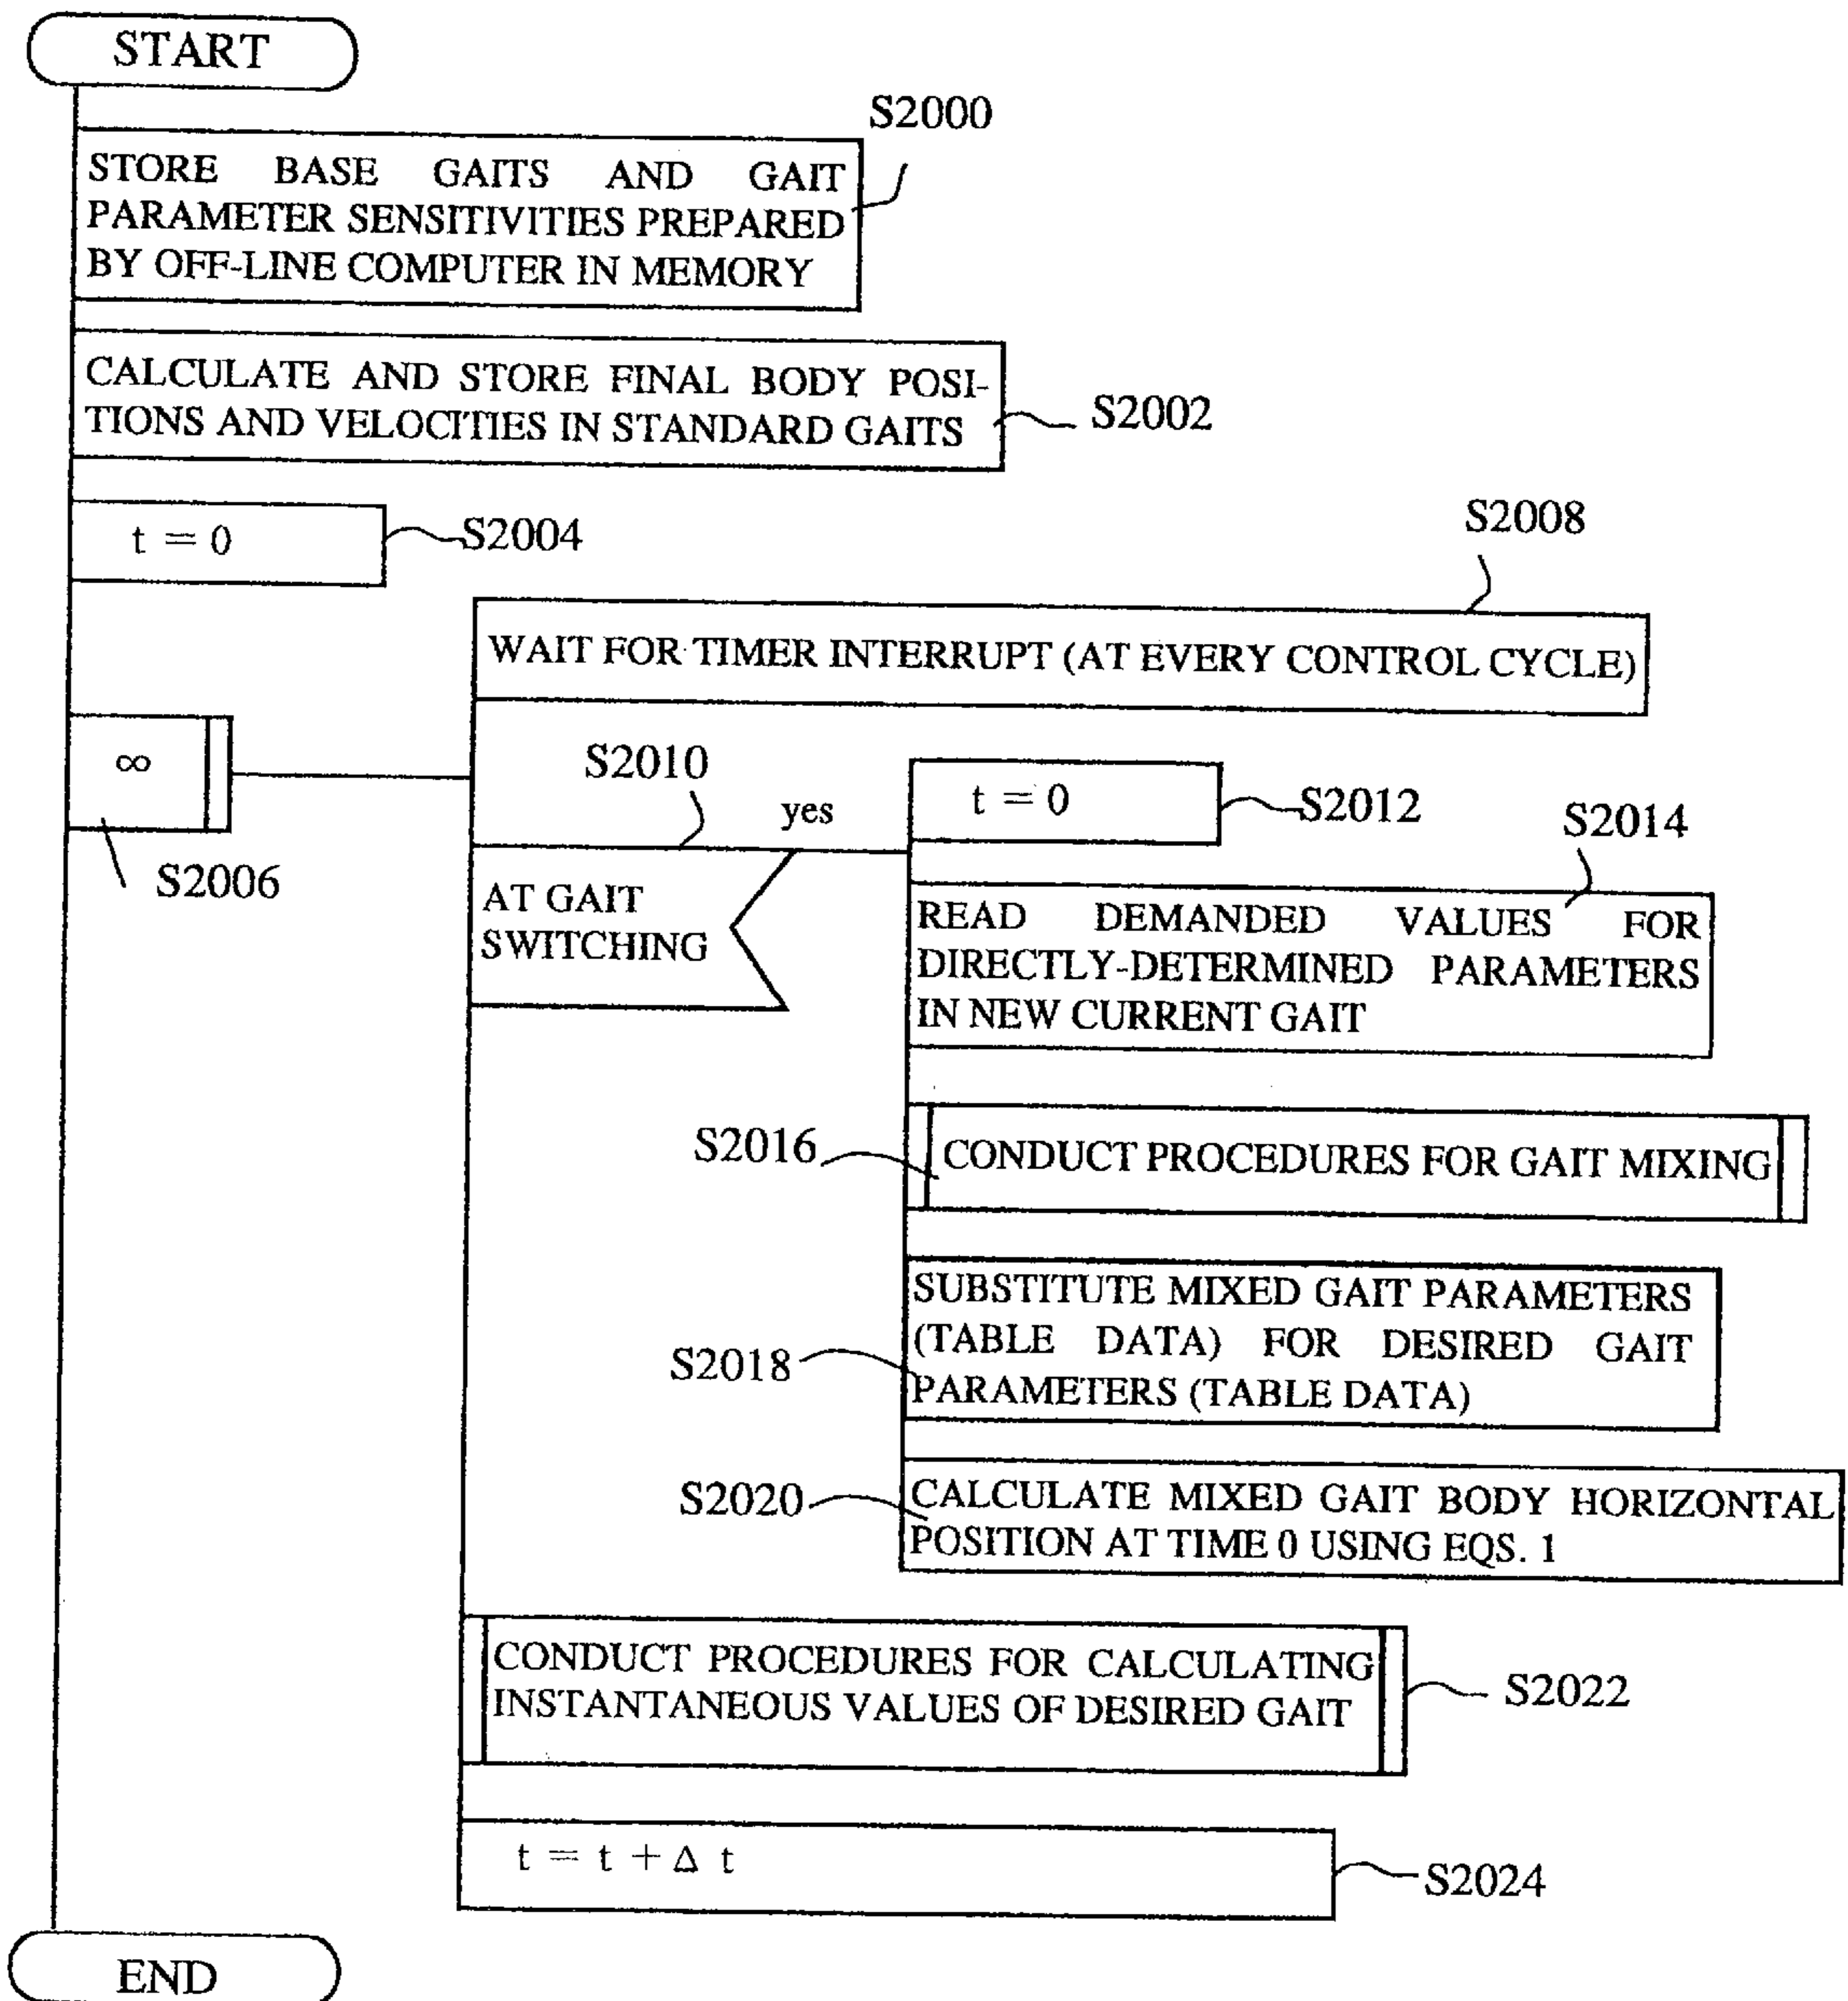 START
S2000
STORE BASE GAITS AND GAIT
PARAMETER SENSITIVITIES PREPARED
BY OFF-LINE COMPUTER IN MEMORY
CALCULATE AND STORE FINAL BODY POSI-
TIONS AND VELOCITIES IN STANDARD GAITS
S2002
t = 0
S2004
S2008
WAIT FOR TIMER INTERRUPT (AT EVERY CONTROL CYCLE)
∞
S2006
S2010
yes
AT GAIT
SWITCHING
t = 0
S2012
S2014
READ DEMANDED VALUES FOR
DIRECTLY-DETERMINED PARAMETERS
IN NEW CURRENT GAIT
S2016
CONDUCT PROCEDURES FOR GAIT MIXING
SUBSTITUTE MIXED GAIT PARAMETERS
(TABLE DATA) FOR DESIRED GAIT
PARAMETERS (TABLE DATA)
S2018
S2020
CALCULATE MIXED GAIT BODY HORIZONTAL
POSITION AT TIME 0 USING EQS. 1
CONDUCT PROCEDURES FOR CALCULATING
INSTANTANEOUS VALUES OF DESIRED GAIT
S2022
t = t + Δ t
S2024
END